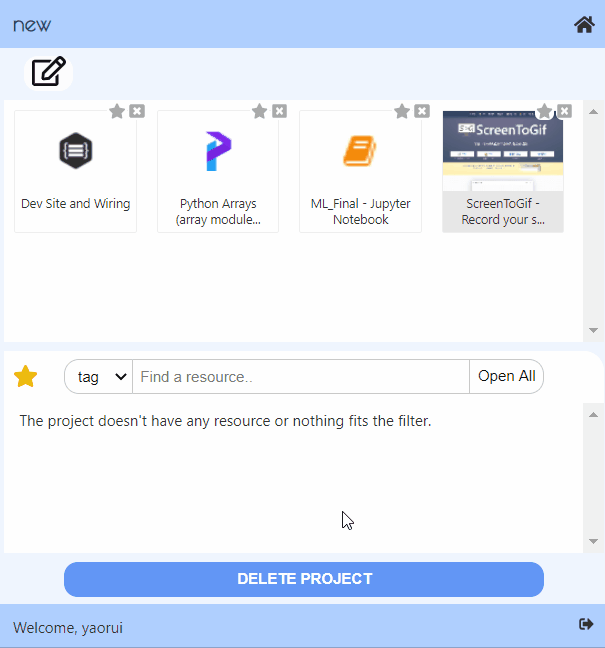 new
ScreenToGif
Dev Site and Wiring
Python Arrays
(array module...
ML_Final - Jupyter
Notebook
ScreenToGif -
Record your s...
tag
Find a resource..
Open All
The project doesn't have any resource or nothing fits the filter.
DELETE PROJECT
Welcome, yaorui